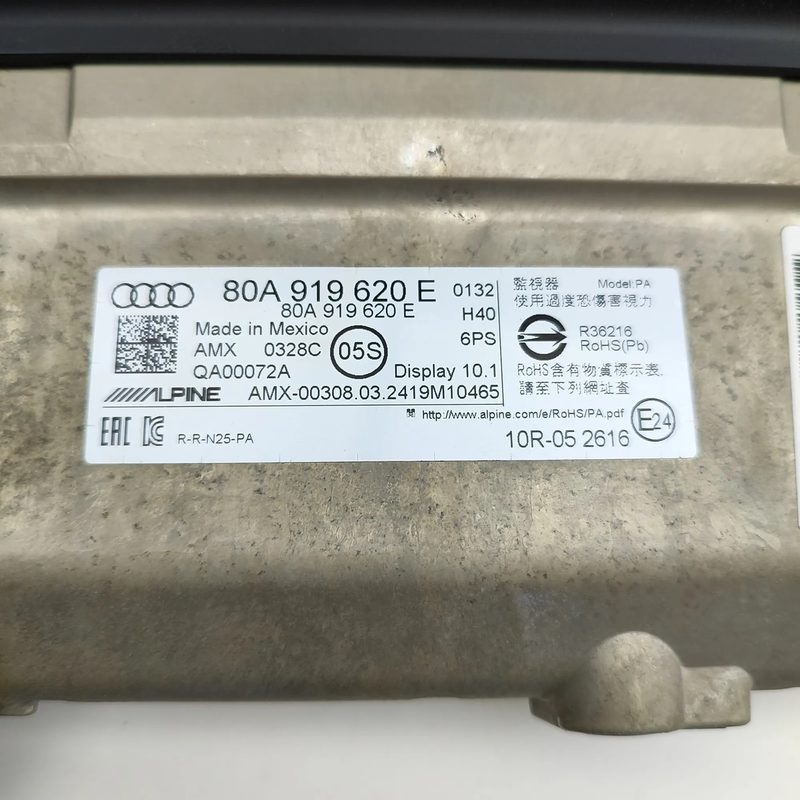 80A 919 620 E
80A 919 620 E
Made in Mexico
AMX 0328C
QA00072A
05S
Display 10.1
ALPINE AMX-00308.03.2419M10465
0132
H40
6PS
監視器 Model:PA
使用過度恐傷害視力
R36216
RoHS(Pb)
RoHS含有物質標示表,
請至下列網址查
閱 http://www.alpine.com/e/RoHS/PA.pdf
EAC KC R-R-N25-PA
10R-05 2616
E24